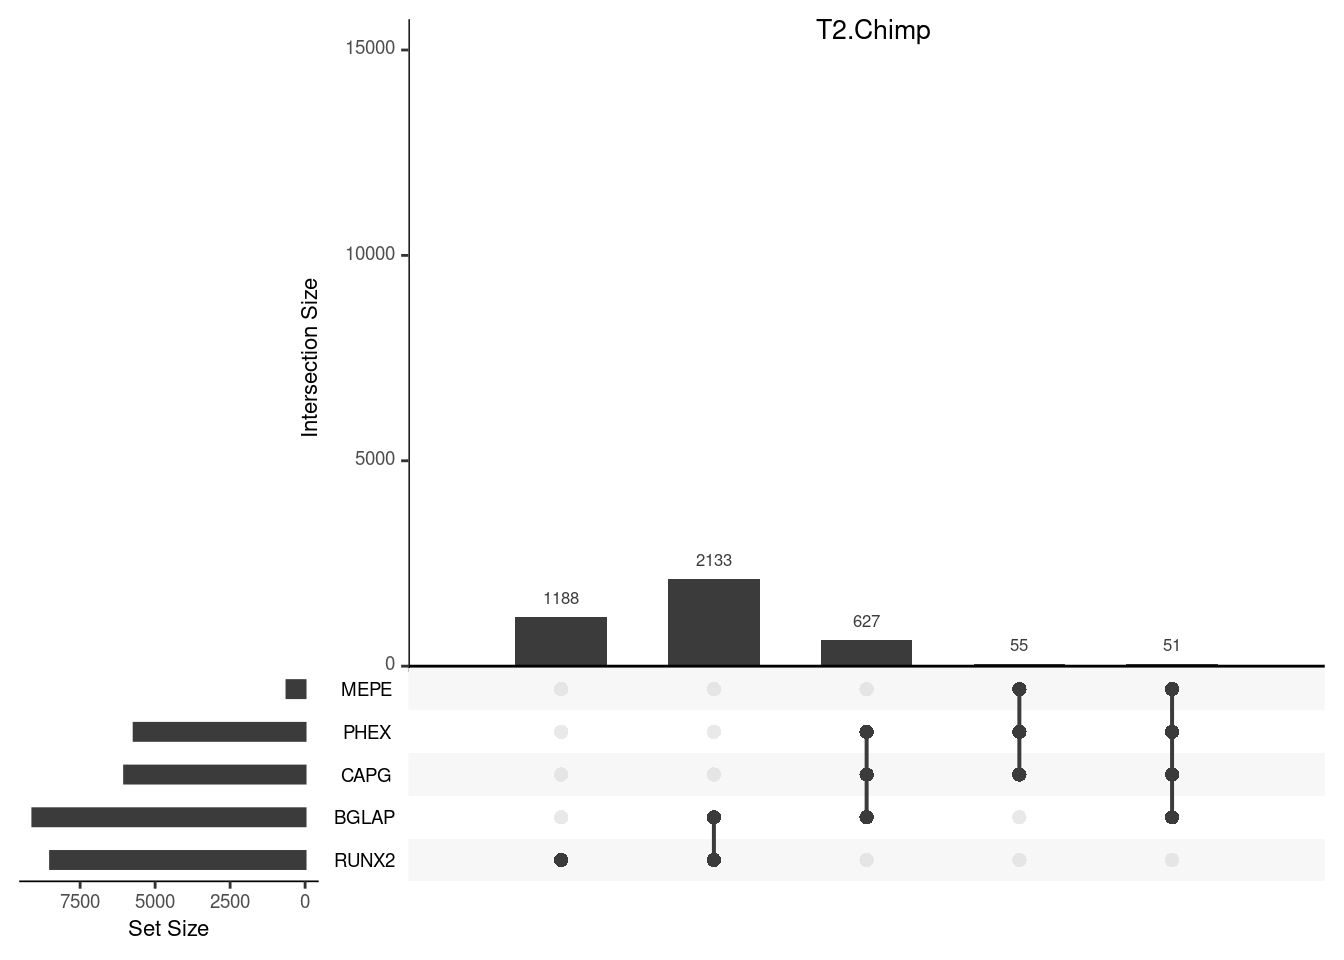 T2.Chimp
15000
10000
5000
0
Intersection Size
1188
2133
627
55
51
MEPE
PHEX
CAPG
BGLAP
RUNX2
7500 5000 2500 0
Set Size